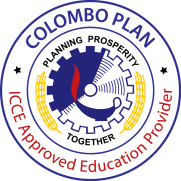 COLOMBO PLAN
PLANNING PROSPERITY
TOGETHER
ICCE Approved Education Provider